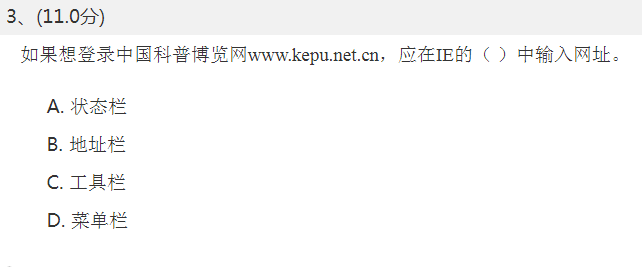 3、(11.0分)
如果想登录中国科普博览网www.kepu.net.cn，应在IE的（ ）中输入网址。
A. 状态栏
B. 地址栏
C. 工具栏
D. 菜单栏